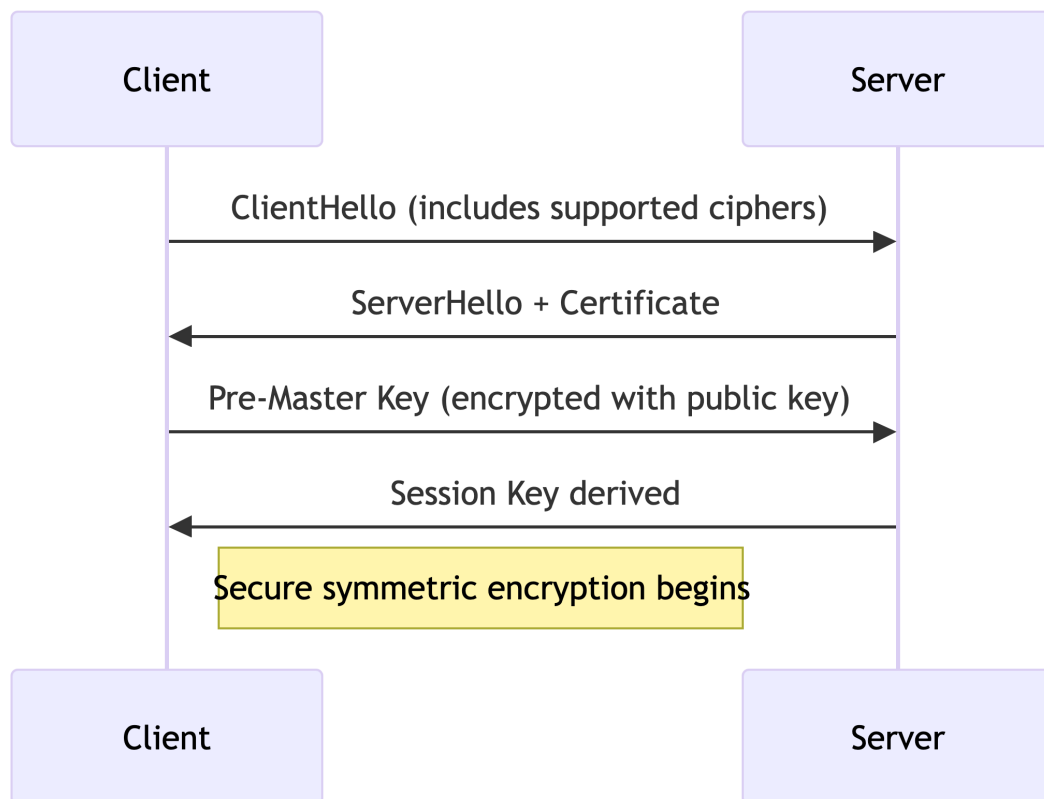 Client
Server
ClientHello (includes supported ciphers)
ServerHello + Certificate
Pre-Master Key (encrypted with public key)
Session Key derived
Secure symmetric encryption begins
Client
Server